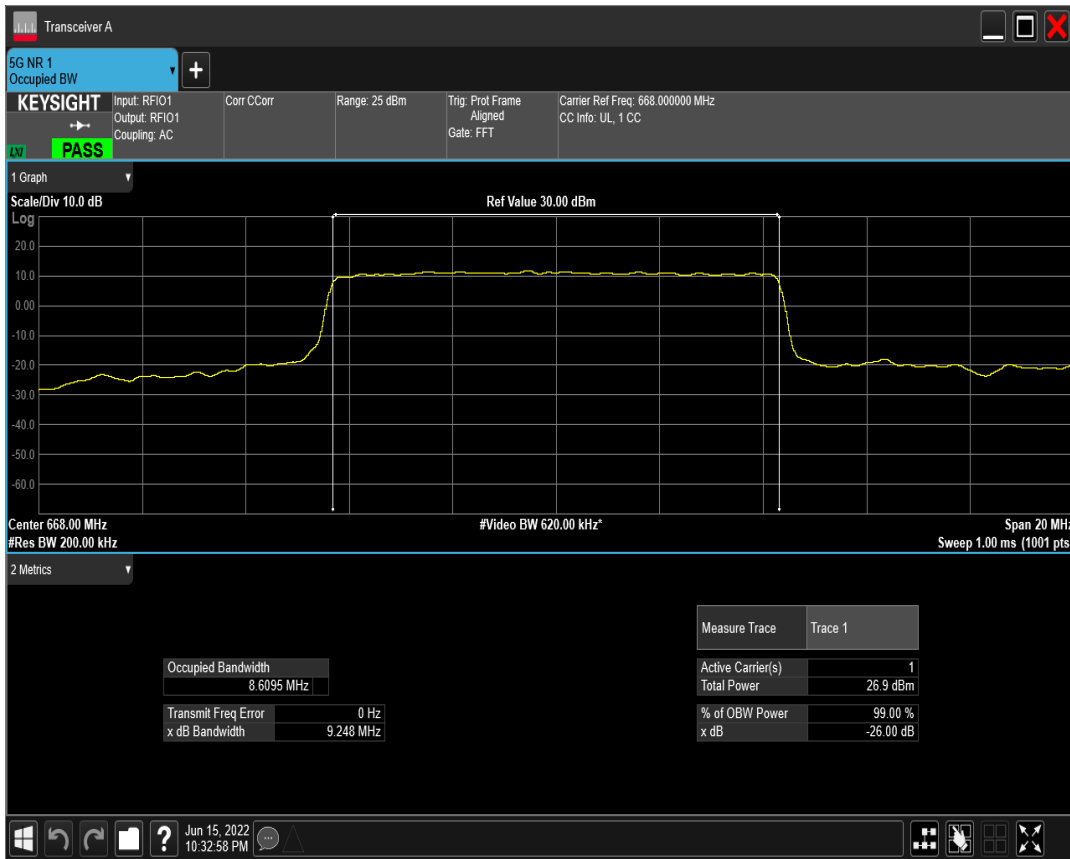 Transceiver A
5G NR 1
Occupied BW
+
KEYSIGHT
LXI
PASS
Input: RFIO1
Output: RFIO1
Coupling: AC
Corr CCorr
Range: 25 dBm
Trig: Prot Frame
Aligned
Gate: FFT
Carrier Ref Freq: 668.000000 MHz
CC Info: UL, 1 CC
1 Graph
Scale/Div 10.0 dB
Ref Value 30.00 dBm
Log
20.0
10.0
0.00
-10.0
-20.0
-30.0
-40.0
-50.0
-60.0
Center 668.00 MHz
#Video BW 620.00 kHz*
Span 20 MHz
#Res BW 200.00 kHz
Sweep 1.00 ms (1001 pts
2 Metrics
Measure Trace Trace 1
Occupied Bandwidth
8.6095 MHz
Active Carrier(s) 1
Total Power 26.9 dBm
Transmit Freq Error 0 Hz
x dB Bandwidth 9.248 MHz
% of OBW Power 99.00 %
x dB -26.00 dB
?
Jun 15, 2022
10:32:58 PM